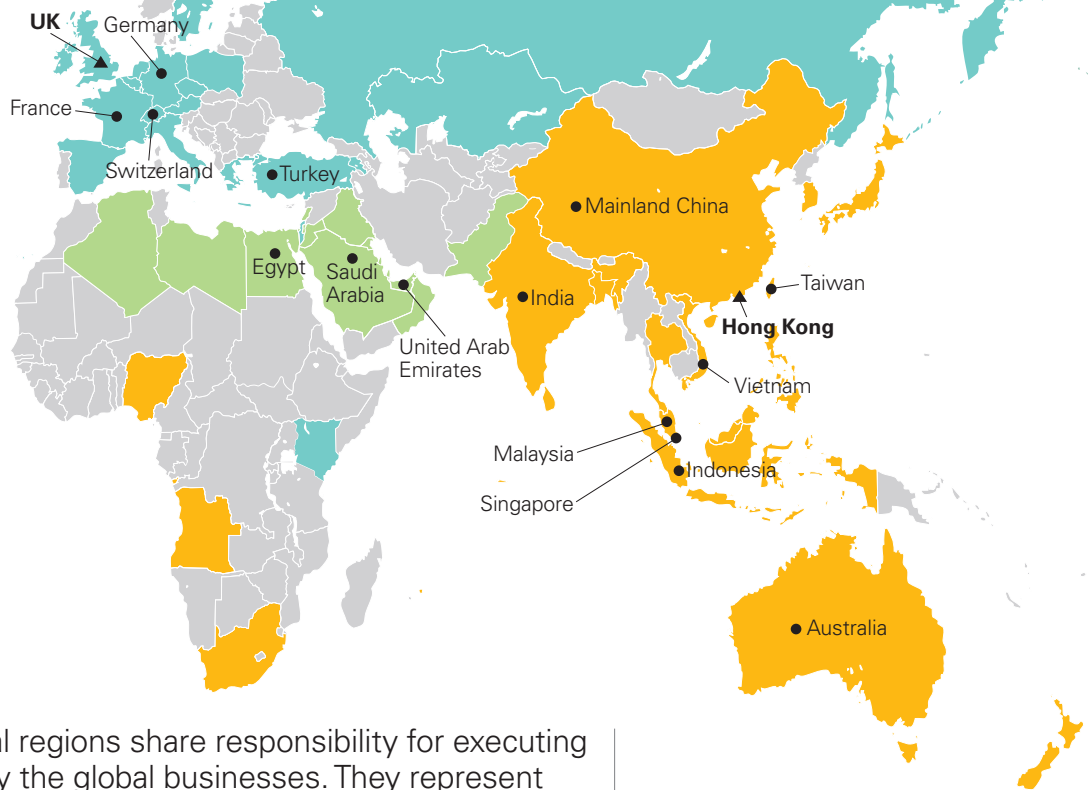 UK
Germany
France
Switzerland
Turkey
Mainland China
Egypt
Saudi
Arabia
India
Taiwan
Hong Kong
United Arab
Emirates
Vietnam
Malaysia
Indonesia
Singapore
Australia
regions share responsibility for executing
the global businesses. They represent